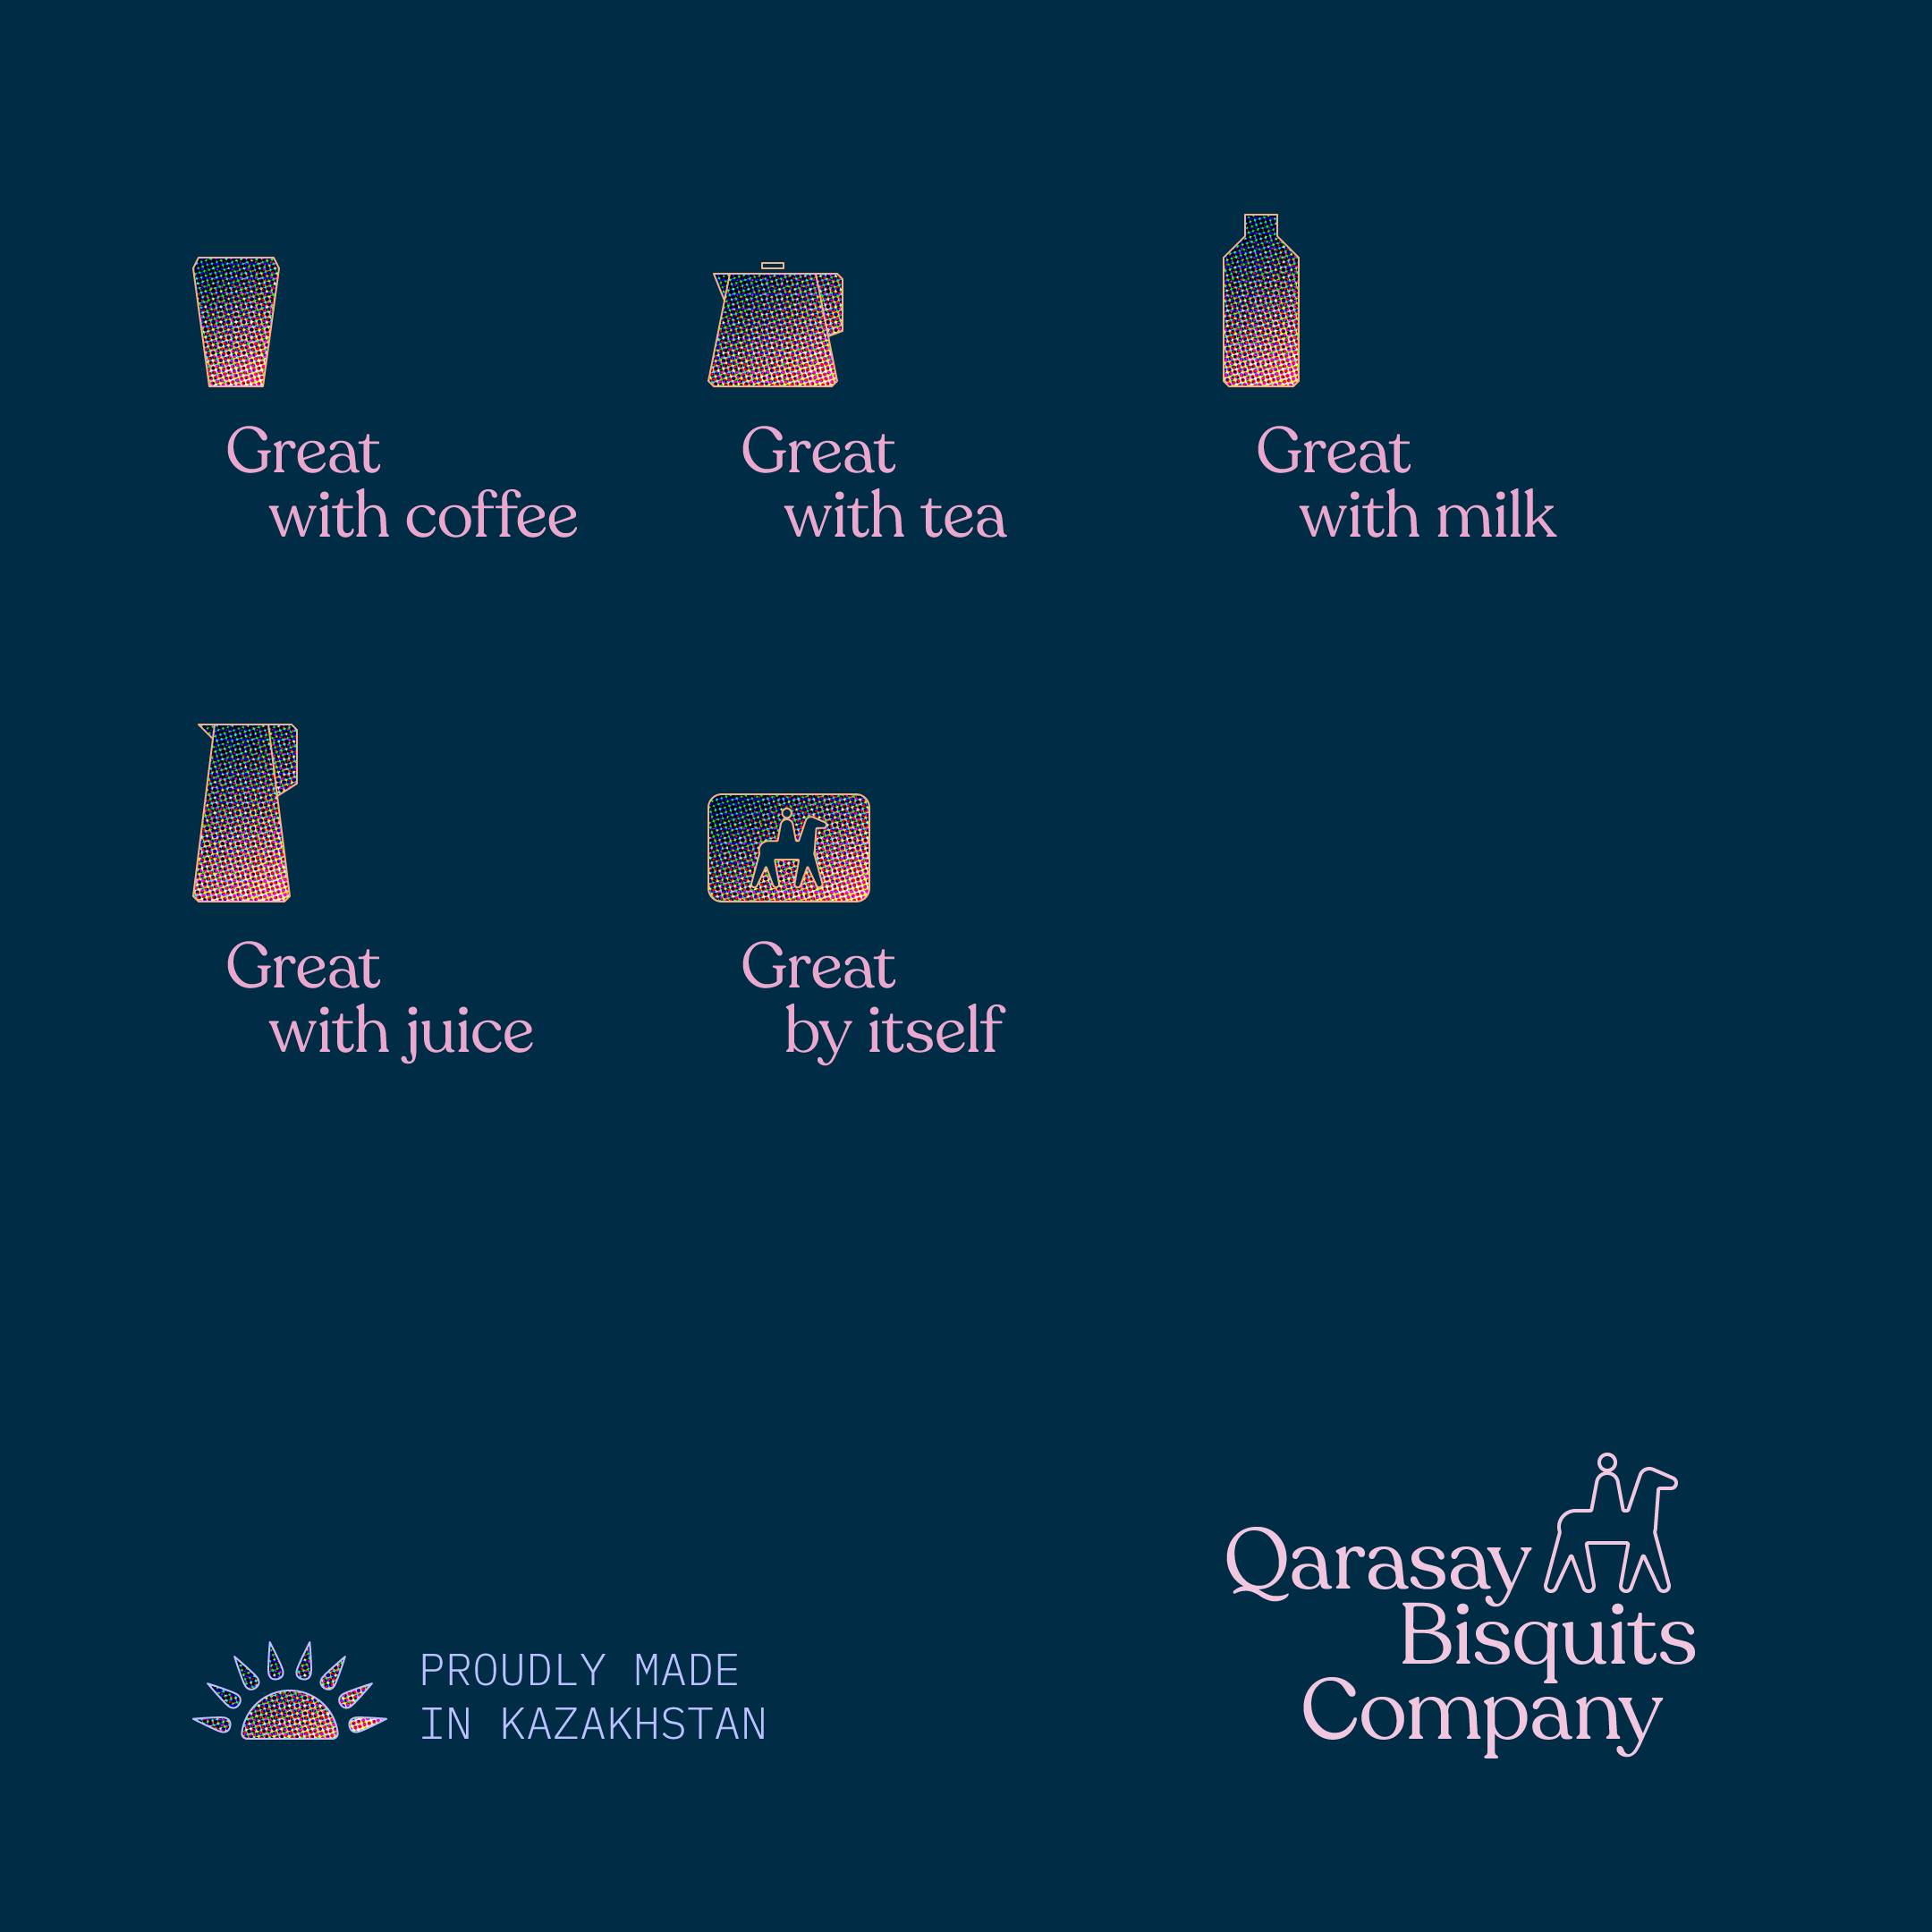 Great
with coffee
Great
with tea
Great
with milk
Great
with juice
Great
by itself
PROUDLY MADE
IN KAZAKHSTAN
Qarasay
Bisquits
Company